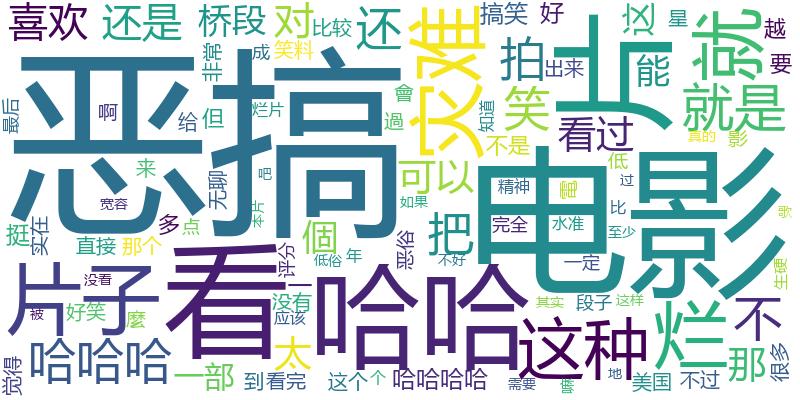 喜欢
还是
桥段
对
比较
还
灾难
搞笑
好
片
这
星
就
越
要
非常
成
笑料
拍
出来
能
恶搞
最后
啊
给
但
烂片
會
過
笑
知道
看过
就是
不是
真的
影
来
无聊
吧
可以
电影
低
过
宽容
本片
如果
精神
電
挺
实在
多
点
個
把
完全
水准
比
至少
歌
直接
那个
看
评分
低俗
年
恶俗
不好
一定
生硬
片子
没看
哈哈
没有
其实
段子
这样
烂
不
被
好笑
麼
应该
这种
那
很多
觉得
哈哈哈
一部
太
到
看完
这个
个
哈哈哈哈
需要
地
美国
不过